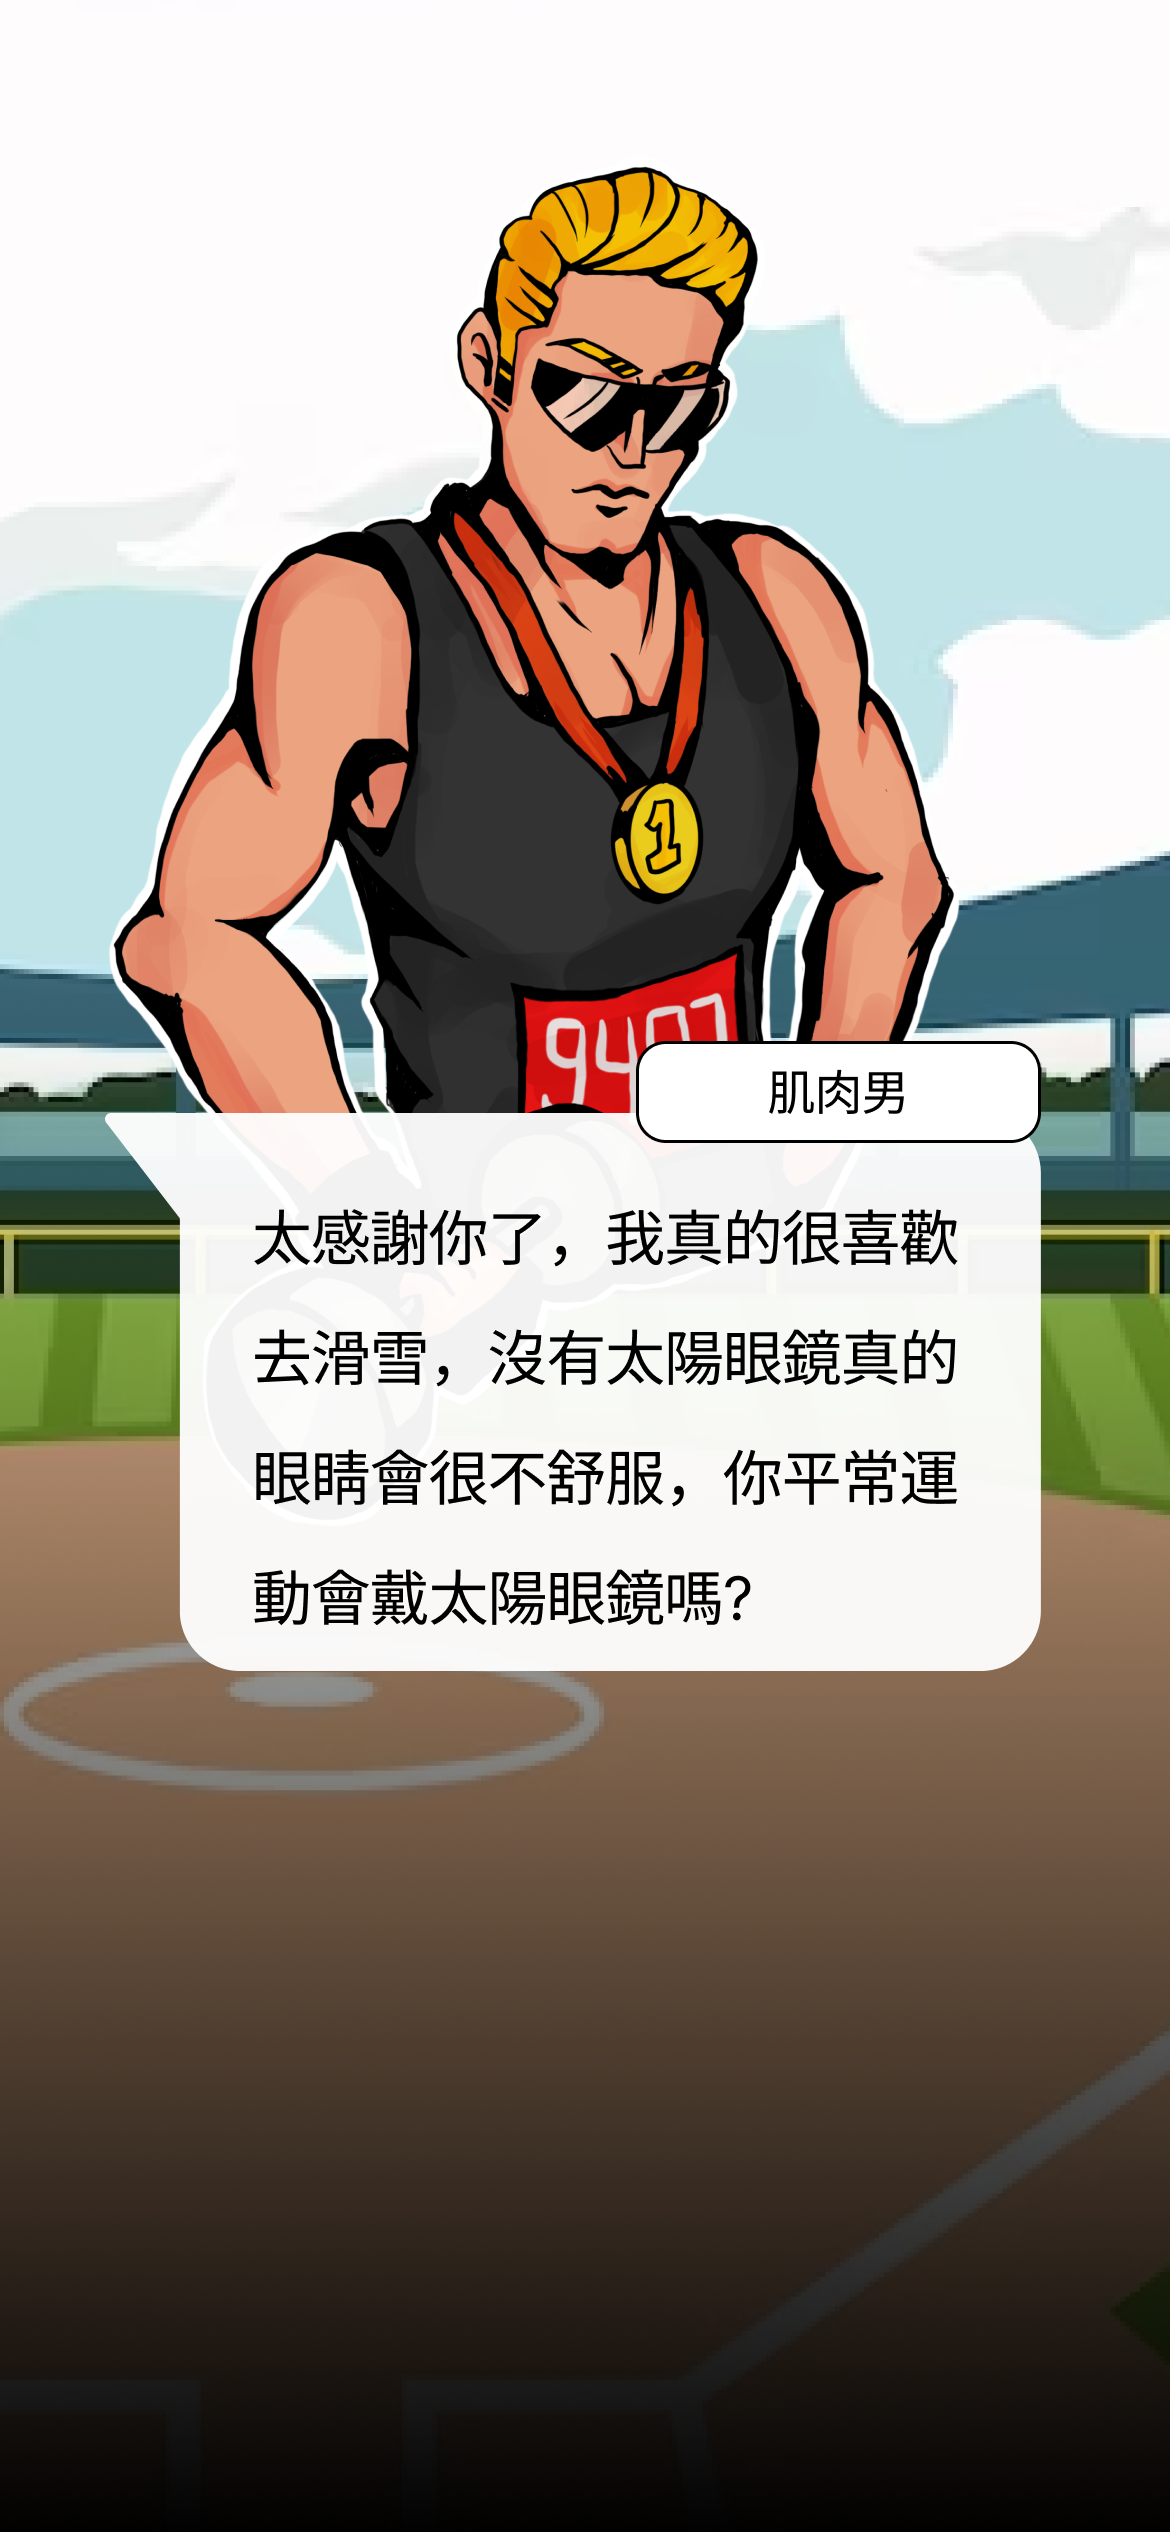 1
9407
肌肉男
太感謝你了，我真的很喜歡
去滑雪，沒有太陽眼鏡真的
眼睛會很不舒服，你平常運
動會戴太陽眼鏡嗎?